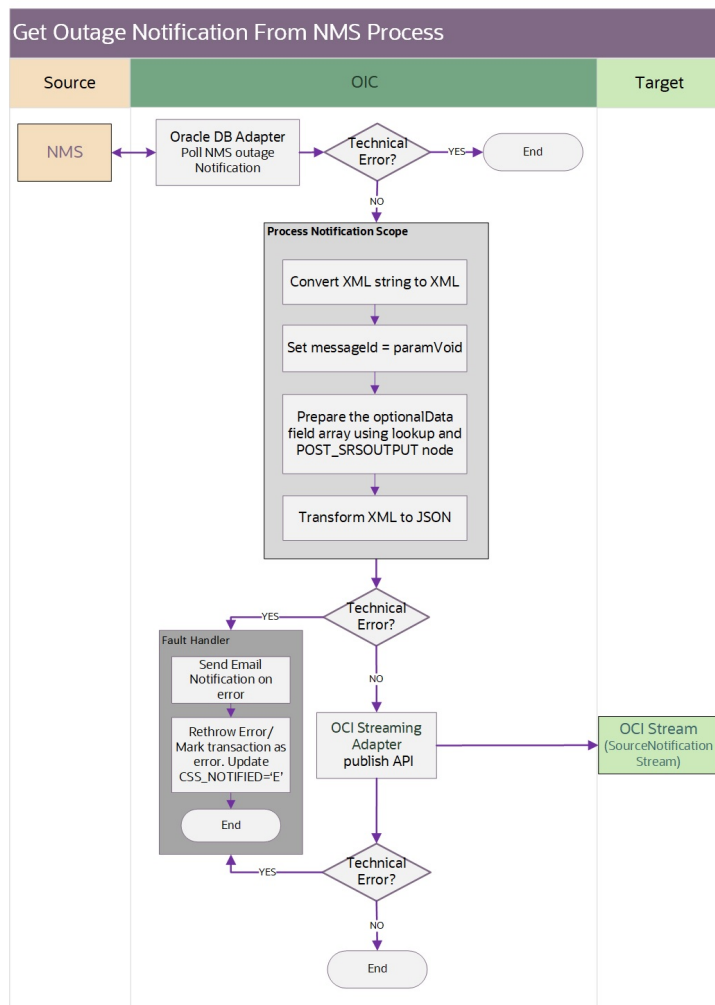 Get Outage Notification From NMS Process
Source
OIC
Target
NMS
Oracle DB Adapter
Poll NMS outage
Notification
Technical
Error?
YES
End
NO
Process Notification Scope
Convert XML string to XML
Set messageId = paramVoid
Prepare the optionalData
field array using lookup and
POST_SRSOUTPUT node
Transform XML to JSON
Technical
Error?
YES
NO
Fault Handler
Send Email
Notification on
error
Rethrow Error/
Mark transaction as
error. Update
CSS_NOTIFIED=‘E’
End
OCI Streaming
Adapter
publish API
OCI Stream
(SourceNotification
Stream)
Technical
Error?
YES
NO
End